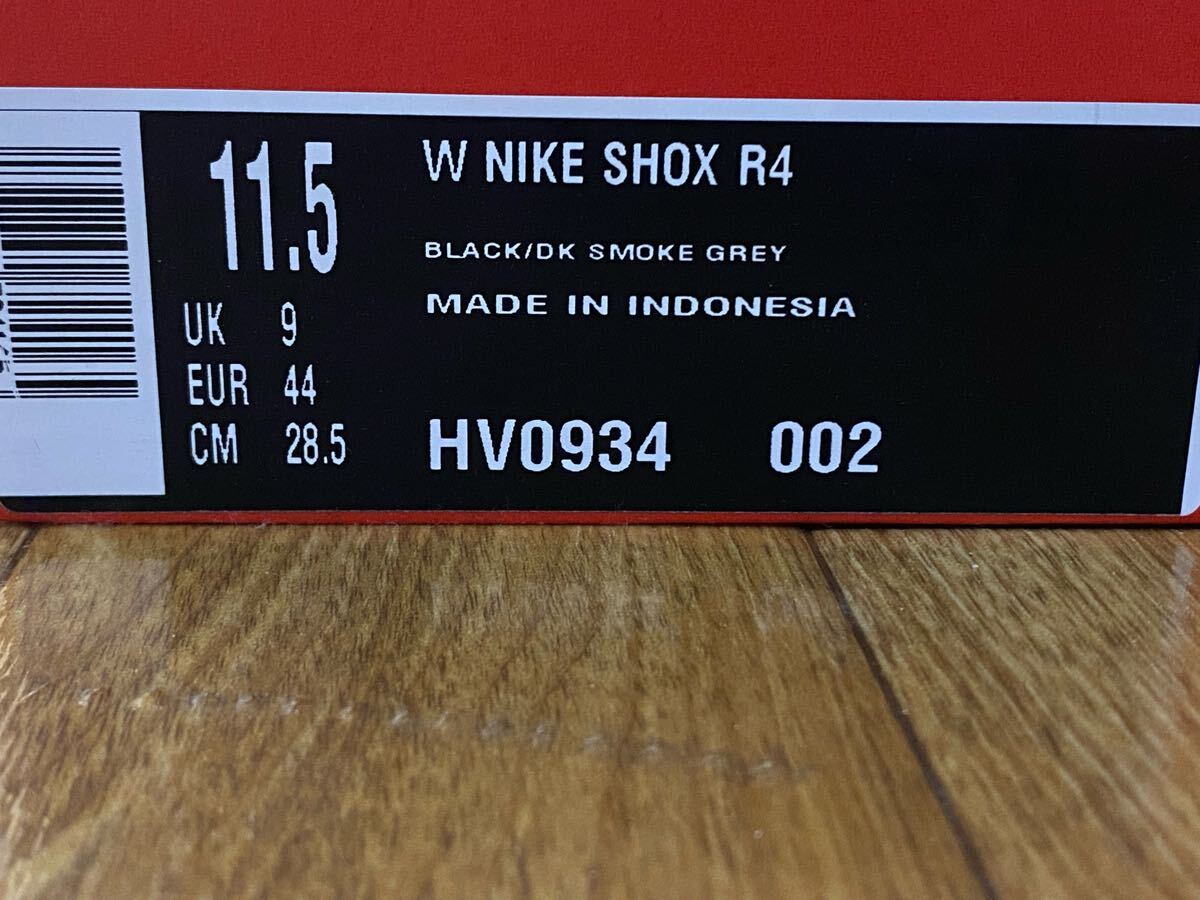 11.5
UK 9
EUR 44
CM 28.5
W NIKE SHOX R4
BLACK/DK SMOKE GREY
MADE IN INDONESIA
HV0934 002